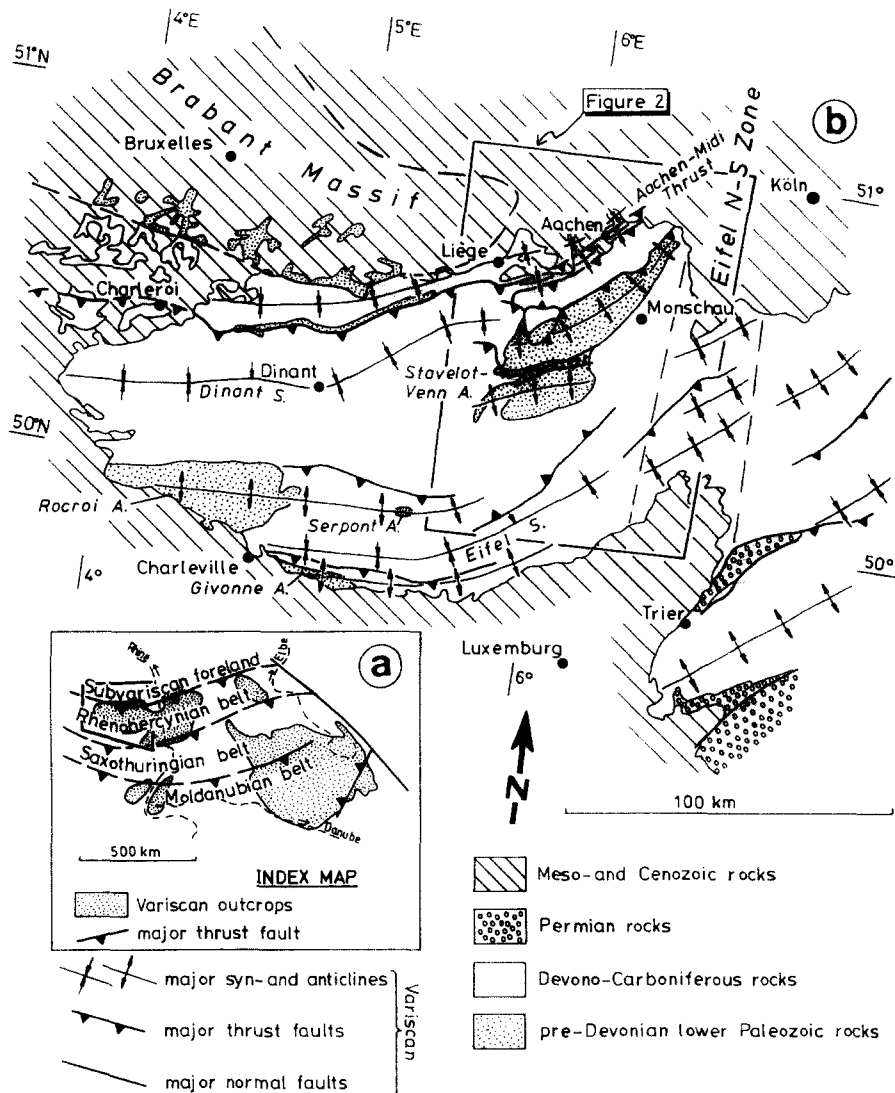 4°E
5°E
6°E
51°N
Brabant
Massif
Bruxelles
Figure 2
b
Aachen-Midi
Thrust
Eifel N-S Zone
Köln
51°
Aachen
Liège
Charleroi
Monschau
Dinant
Dinant S.
Stavelot-
Venn A.
50°N
Rocroi A.
Serpont A.
Eifel S.
4°
Charleville
Givonne A.
50°
Trier
Luxemburg
6°
N
100 km
a
Rhine
Elbe
Subvariscan foreland
Rhenohercynian belt
Saxothuringian belt
Moldanubian belt
Danube
500 km
INDEX MAP
Variscan outcrops
major thrust fault
major syn- and anticlines
major thrust faults
major normal faults
Variscan
Meso- and Cenozoic rocks
Permian rocks
Devono-Carboniferous rocks
pre-Devonian lower Paleozoic rocks